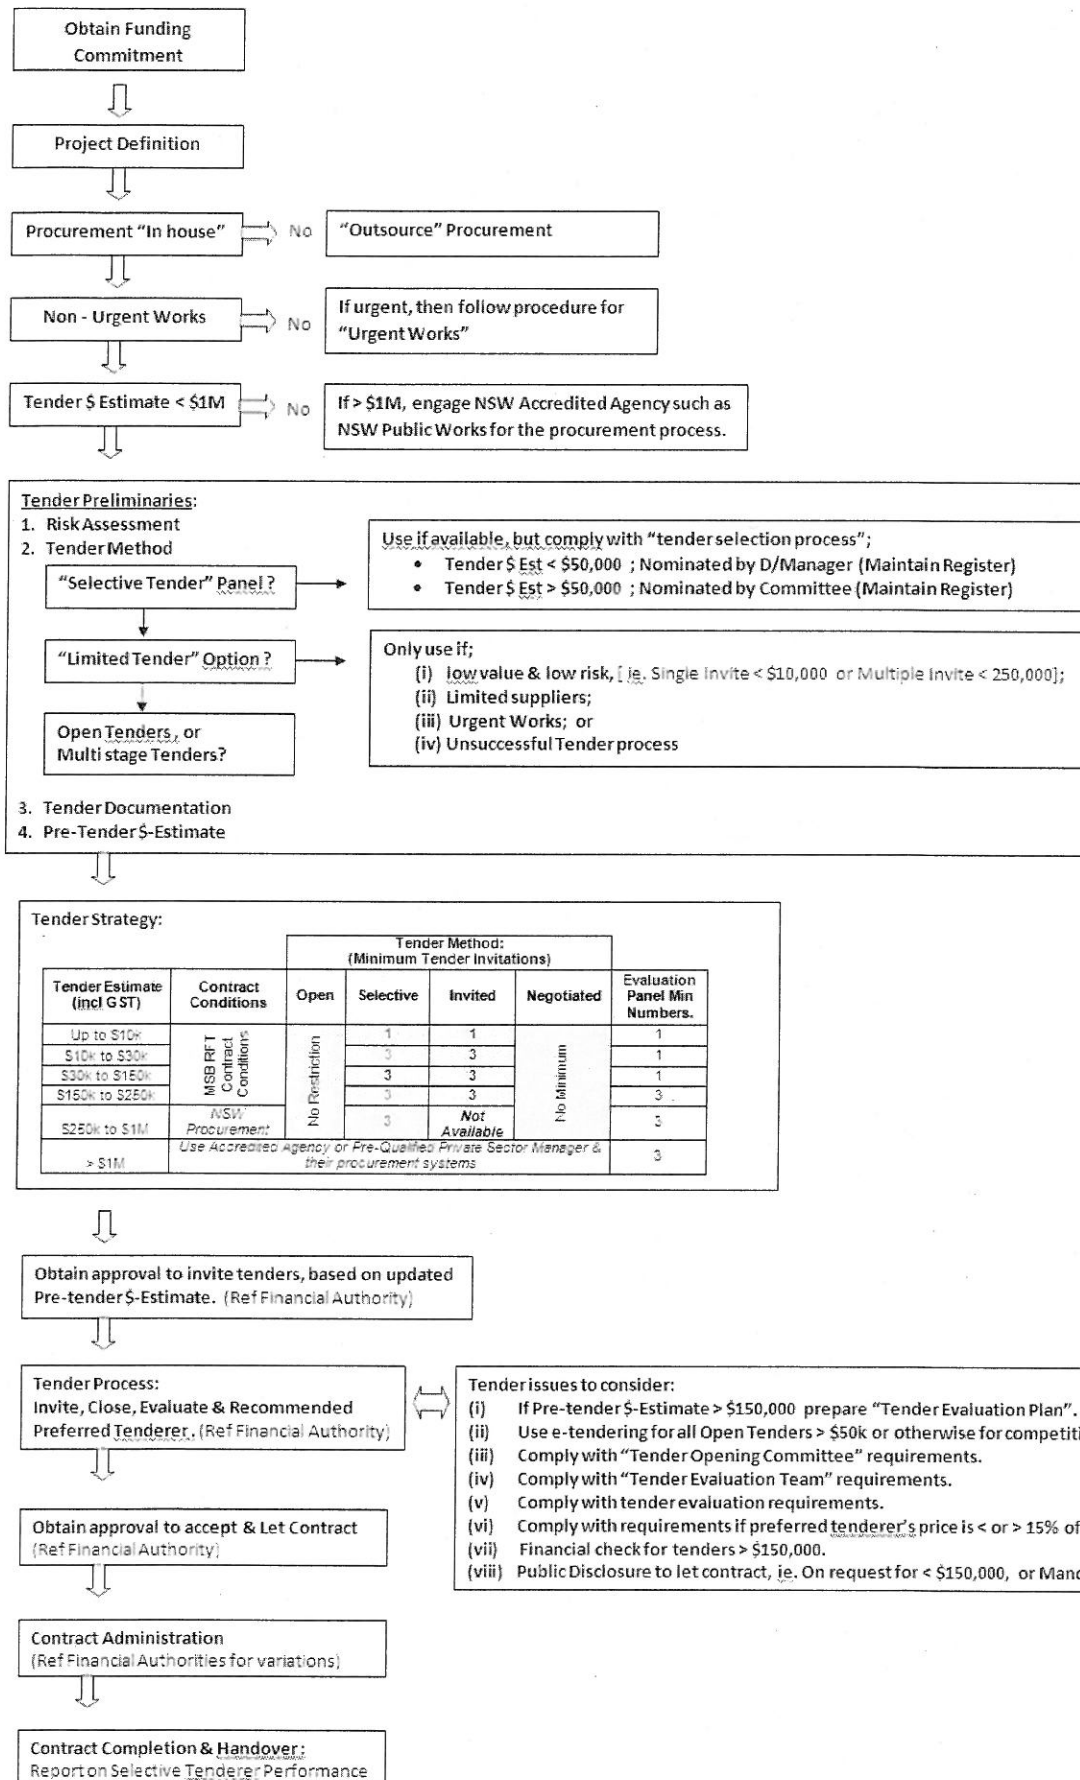 Obtain Funding
Commitment
Project Definition
Procurement "In house"
No
"Outsource" Procurement
Non - Urgent Works
No
If urgent, then follow procedure for
"Urgent Works"
Tender $ Estimate < $1M
No
If > $1M, engage NSW Accredited Agency such as
NSW Public Works for the procurement process.
Tender Preliminaries:
1. Risk Assessment
2. Tender Method
"Selective Tender" Panel ?
Use if available, but comply with "tender selection process";
• Tender $ Est < $50,000 ; Nominated by D/Manager (Maintain Register)
• Tender $ Est > $50,000 ; Nominated by Committee (Maintain Register)
"Limited Tender" Option ?
Only use if;
(i) low value & low risk, [ ie. Single Invite < $10,000 or Multiple Invite < 250,000];
(ii) Limited suppliers;
(iii) Urgent Works; or
(iv) Unsuccessful Tender process
Open Tenders, or
Multi stage Tenders?
3. Tender Documentation
4. Pre-Tender $-Estimate
Tender Strategy:
Tender Method:
(Minimum Tender Invitations)
Tender Estimate
(incl GST)
Contract
Conditions
Open
Selective
Invited
Negotiated
Evaluation
Panel Min
Numbers.
MSB RFT
Contract
Conditions
No Restriction
No Minimum
Up to $10k 1 1 1
$10k to $30k 3 3 1
$30k to $150k 3 3 1
$150k to $250k 3 3 3
$250k to $1M
NSW
Procurement
3
Not
Available
3
> $1M
Use Accredited Agency or Pre-Qualified Private Sector Manager &
their procurement systems
3
Obtain approval to invite tenders, based on updated
Pre-tender $-Estimate. (Ref Financial Authority)
Tender Process:
Invite, Close, Evaluate & Recommended
Preferred Tenderer. (Ref Financial Authority)
Tender issues to consider:
(i) If Pre-tender $-Estimate > $150,000 prepare "Tender Evaluation Plan".
(ii) Use e-tendering for all Open Tenders > $50k or otherwise for competiti
(iii) Comply with "Tender Opening Committee" requirements.
(iv) Comply with "Tender Evaluation Team" requirements.
(v) Comply with tender evaluation requirements.
(vi) Comply with requirements if preferred tenderer's price is < or > 15% of
(vii) Financial check for tenders > $150,000.
(viii) Public Disclosure to let contract, ie. On request for < $150,000, or Mand
Obtain approval to accept & Let Contract
(Ref Financial Authority)
Contract Administration
(Ref Financial Authorities for variations)
Contract Completion & Handover:
Report on Selective Tenderer Performance